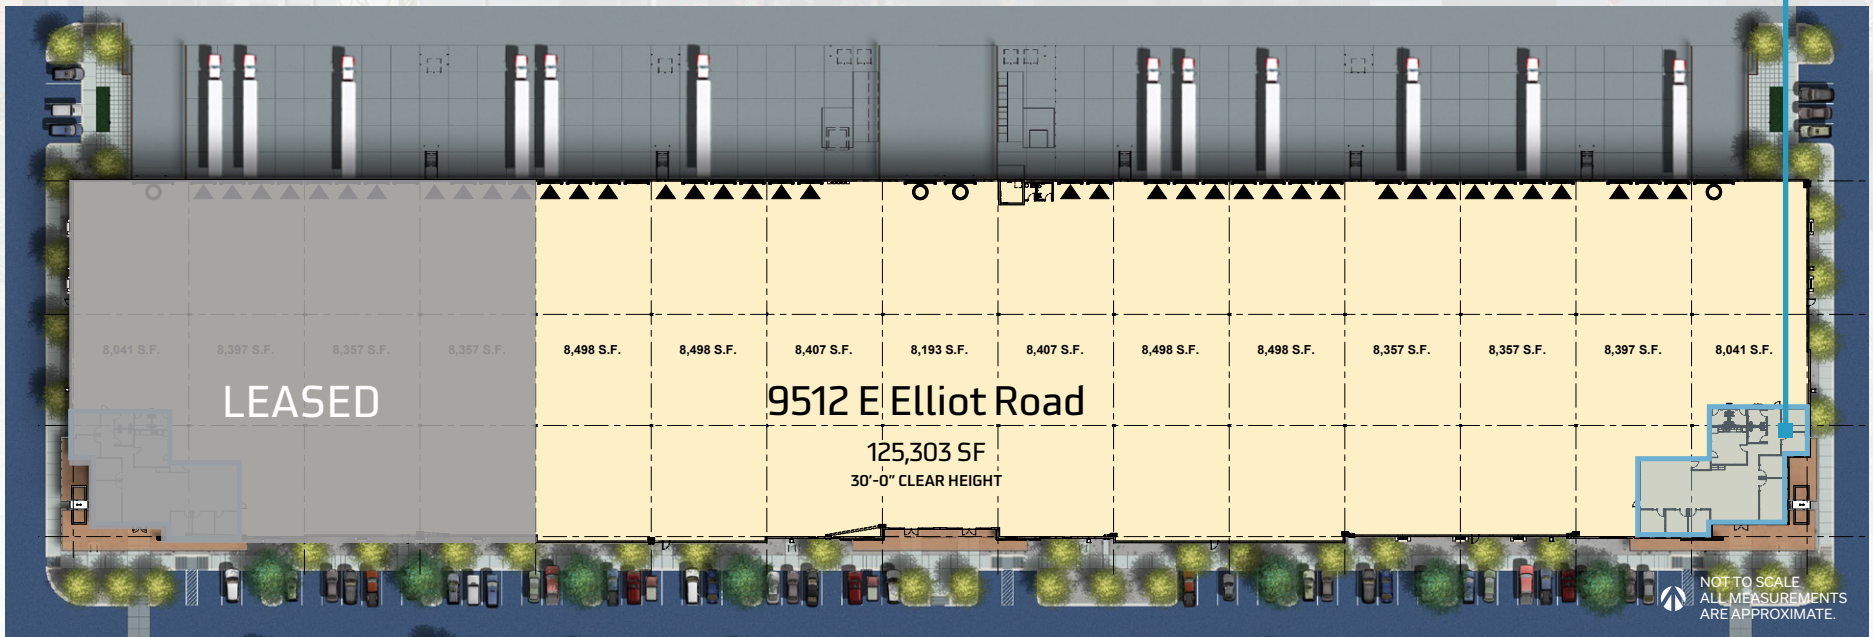 8,041 S.F. 8,397 S.F. 8,357 S.F. 8,357 S.F. 8,498 S.F. 8,498 S.F. 8,407 S.F. 8,193 S.F. 8,407 S.F. 8,498 S.F. 8,498 S.F. 8,357 S.F. 8,357 S.F. 8,397 S.F. 8,041 S.F.
LEASED
9512 E Elliot Road
125,303 SF
30'-0" CLEAR HEIGHT
NOT TO SCALE
ALL MEASUREMENTS
ARE APPROXIMATE.